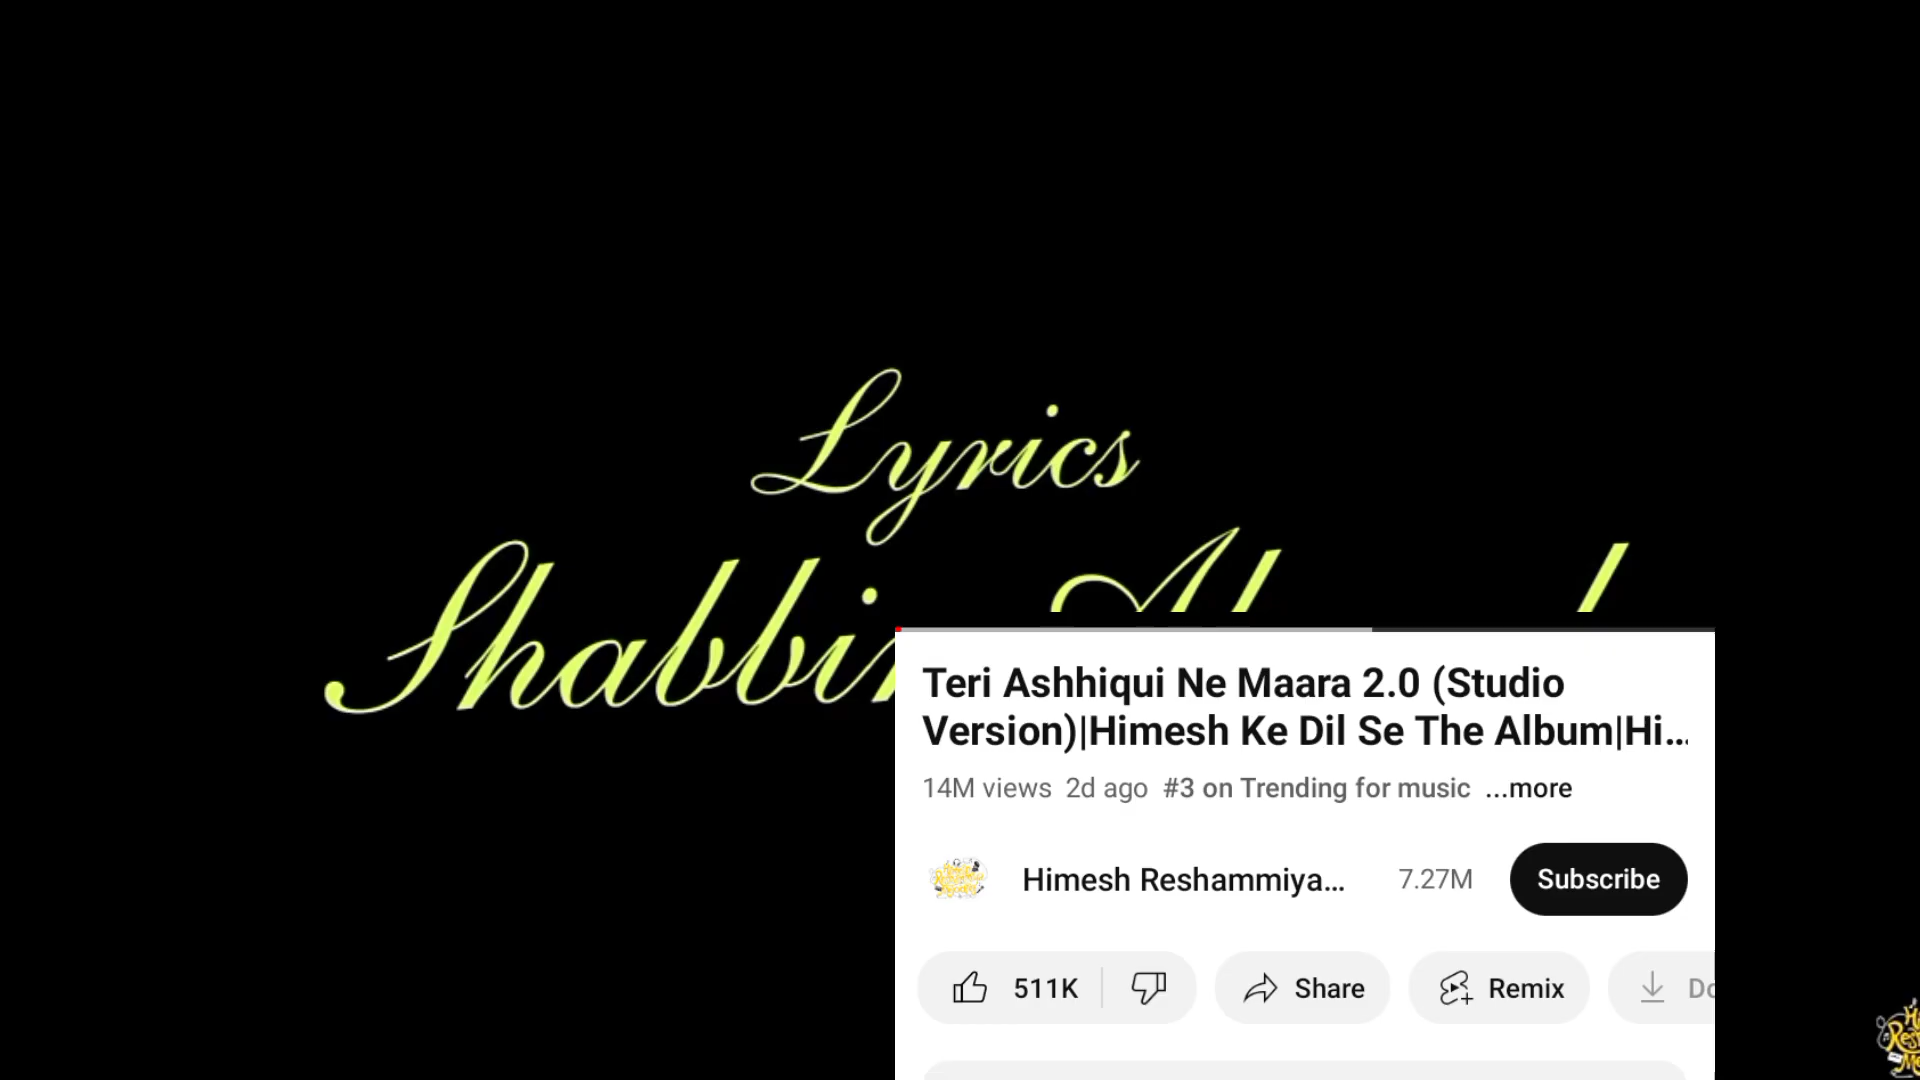 Lyrics
Shabbir
Teri Ashhiqui Ne Maara 2.0 (Studio
Version)|Himesh Ke Dil Se The Album|Hi...
14M views 2d ago #3 on Trending for music ...more
Himesh Reshammiya... 7.27M Subscribe
511K Share Remix